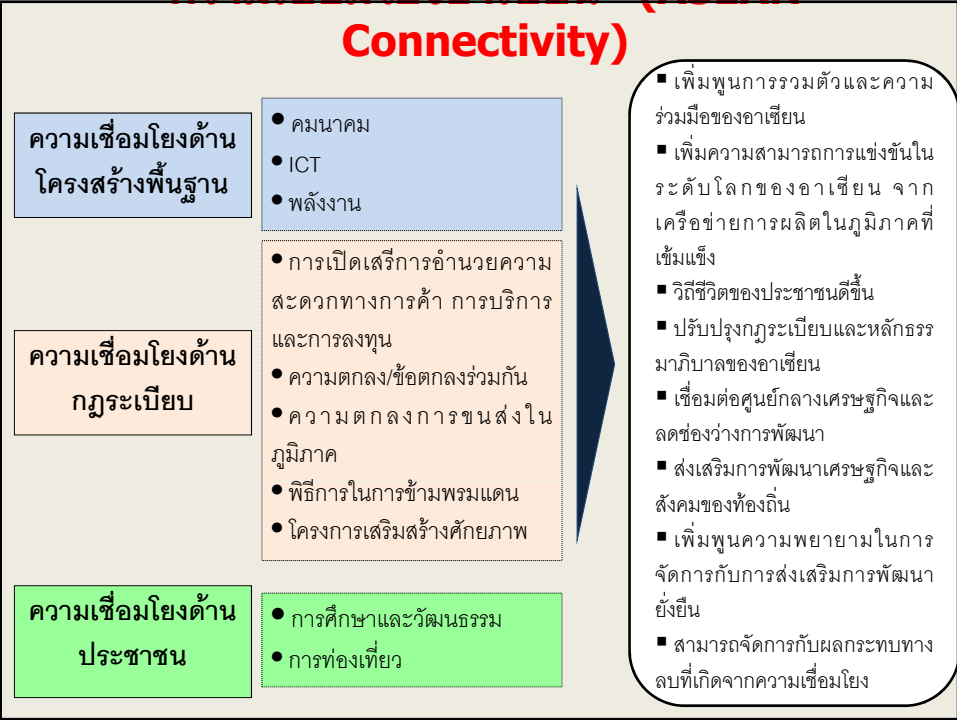 Connectivity)
ความเชื่อมโยงด้าน
โครงสร้างพื้นฐาน
• คมนาคม
• ICT
• พลังงาน
ความเชื่อมโยงด้าน
กฎระเบียบ
• การเปิดเสรีการอำนวยความ
สะดวกทางการค้า การบริการ
และการลงทุน
• ความตกลง/ข้อตกลงร่วมกัน
• ความตกลงการขนส่งใน
ภูมิภาค
• พิธีการในการข้ามพรมแดน
• โครงการเสริมสร้างศักยภาพ
ความเชื่อมโยงด้าน
ประชาชน
• การศึกษาและวัฒนธรรม
• การท่องเที่ยว
▪ เพิ่มพูนการรวมตัวและความ
ร่วมมือของอาเซียน
▪ เพิ่มความสามารถการแข่งขันใน
ระดับโลกของอาเซียน จาก
เครือข่ายการผลิตในภูมิภาคที่
เข้มแข็ง
▪ วิถีชีวิตของประชาชนดีขึ้น
▪ ปรับปรุงกฎระเบียบและหลักธรร
มาภิบาลของอาเซียน
▪ เชื่อมต่อศูนย์กลางเศรษฐกิจและ
ลดช่องว่างการพัฒนา
▪ ส่งเสริมการพัฒนาเศรษฐกิจและ
สังคมของท้องถิ่น
▪ เพิ่มพูนความพยายามในการ
จัดการกับการส่งเสริมการพัฒนา
ยั่งยืน
▪ สามารถจัดการกับผลกระทบทาง
ลบที่เกิดจากความเชื่อมโยง